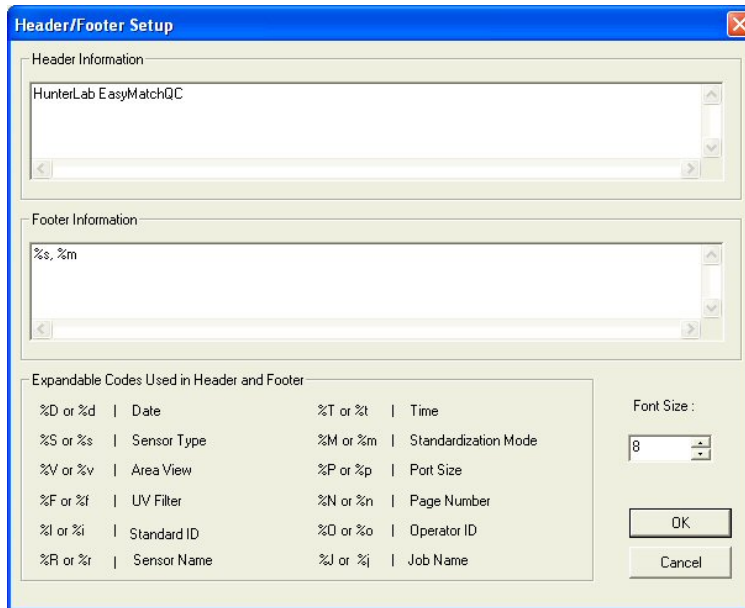 Header/Footer Setup
Header Information
HunterLab EasyMatchQC
Footer Information
%s, %m
Expandable Codes Used in Header and Footer
%D or %d | Date %T or %t | Time
%S or %s | Sensor Type %M or %m | Standardization Mode
%V or %v | Area View %P or %p | Port Size
%F or %f | UV Filter %N or %n | Page Number
%I or %i | Standard ID %O or %o | Operator ID
%R or %r | Sensor Name %J or %j | Job Name
Font Size :
8
OK
Cancel